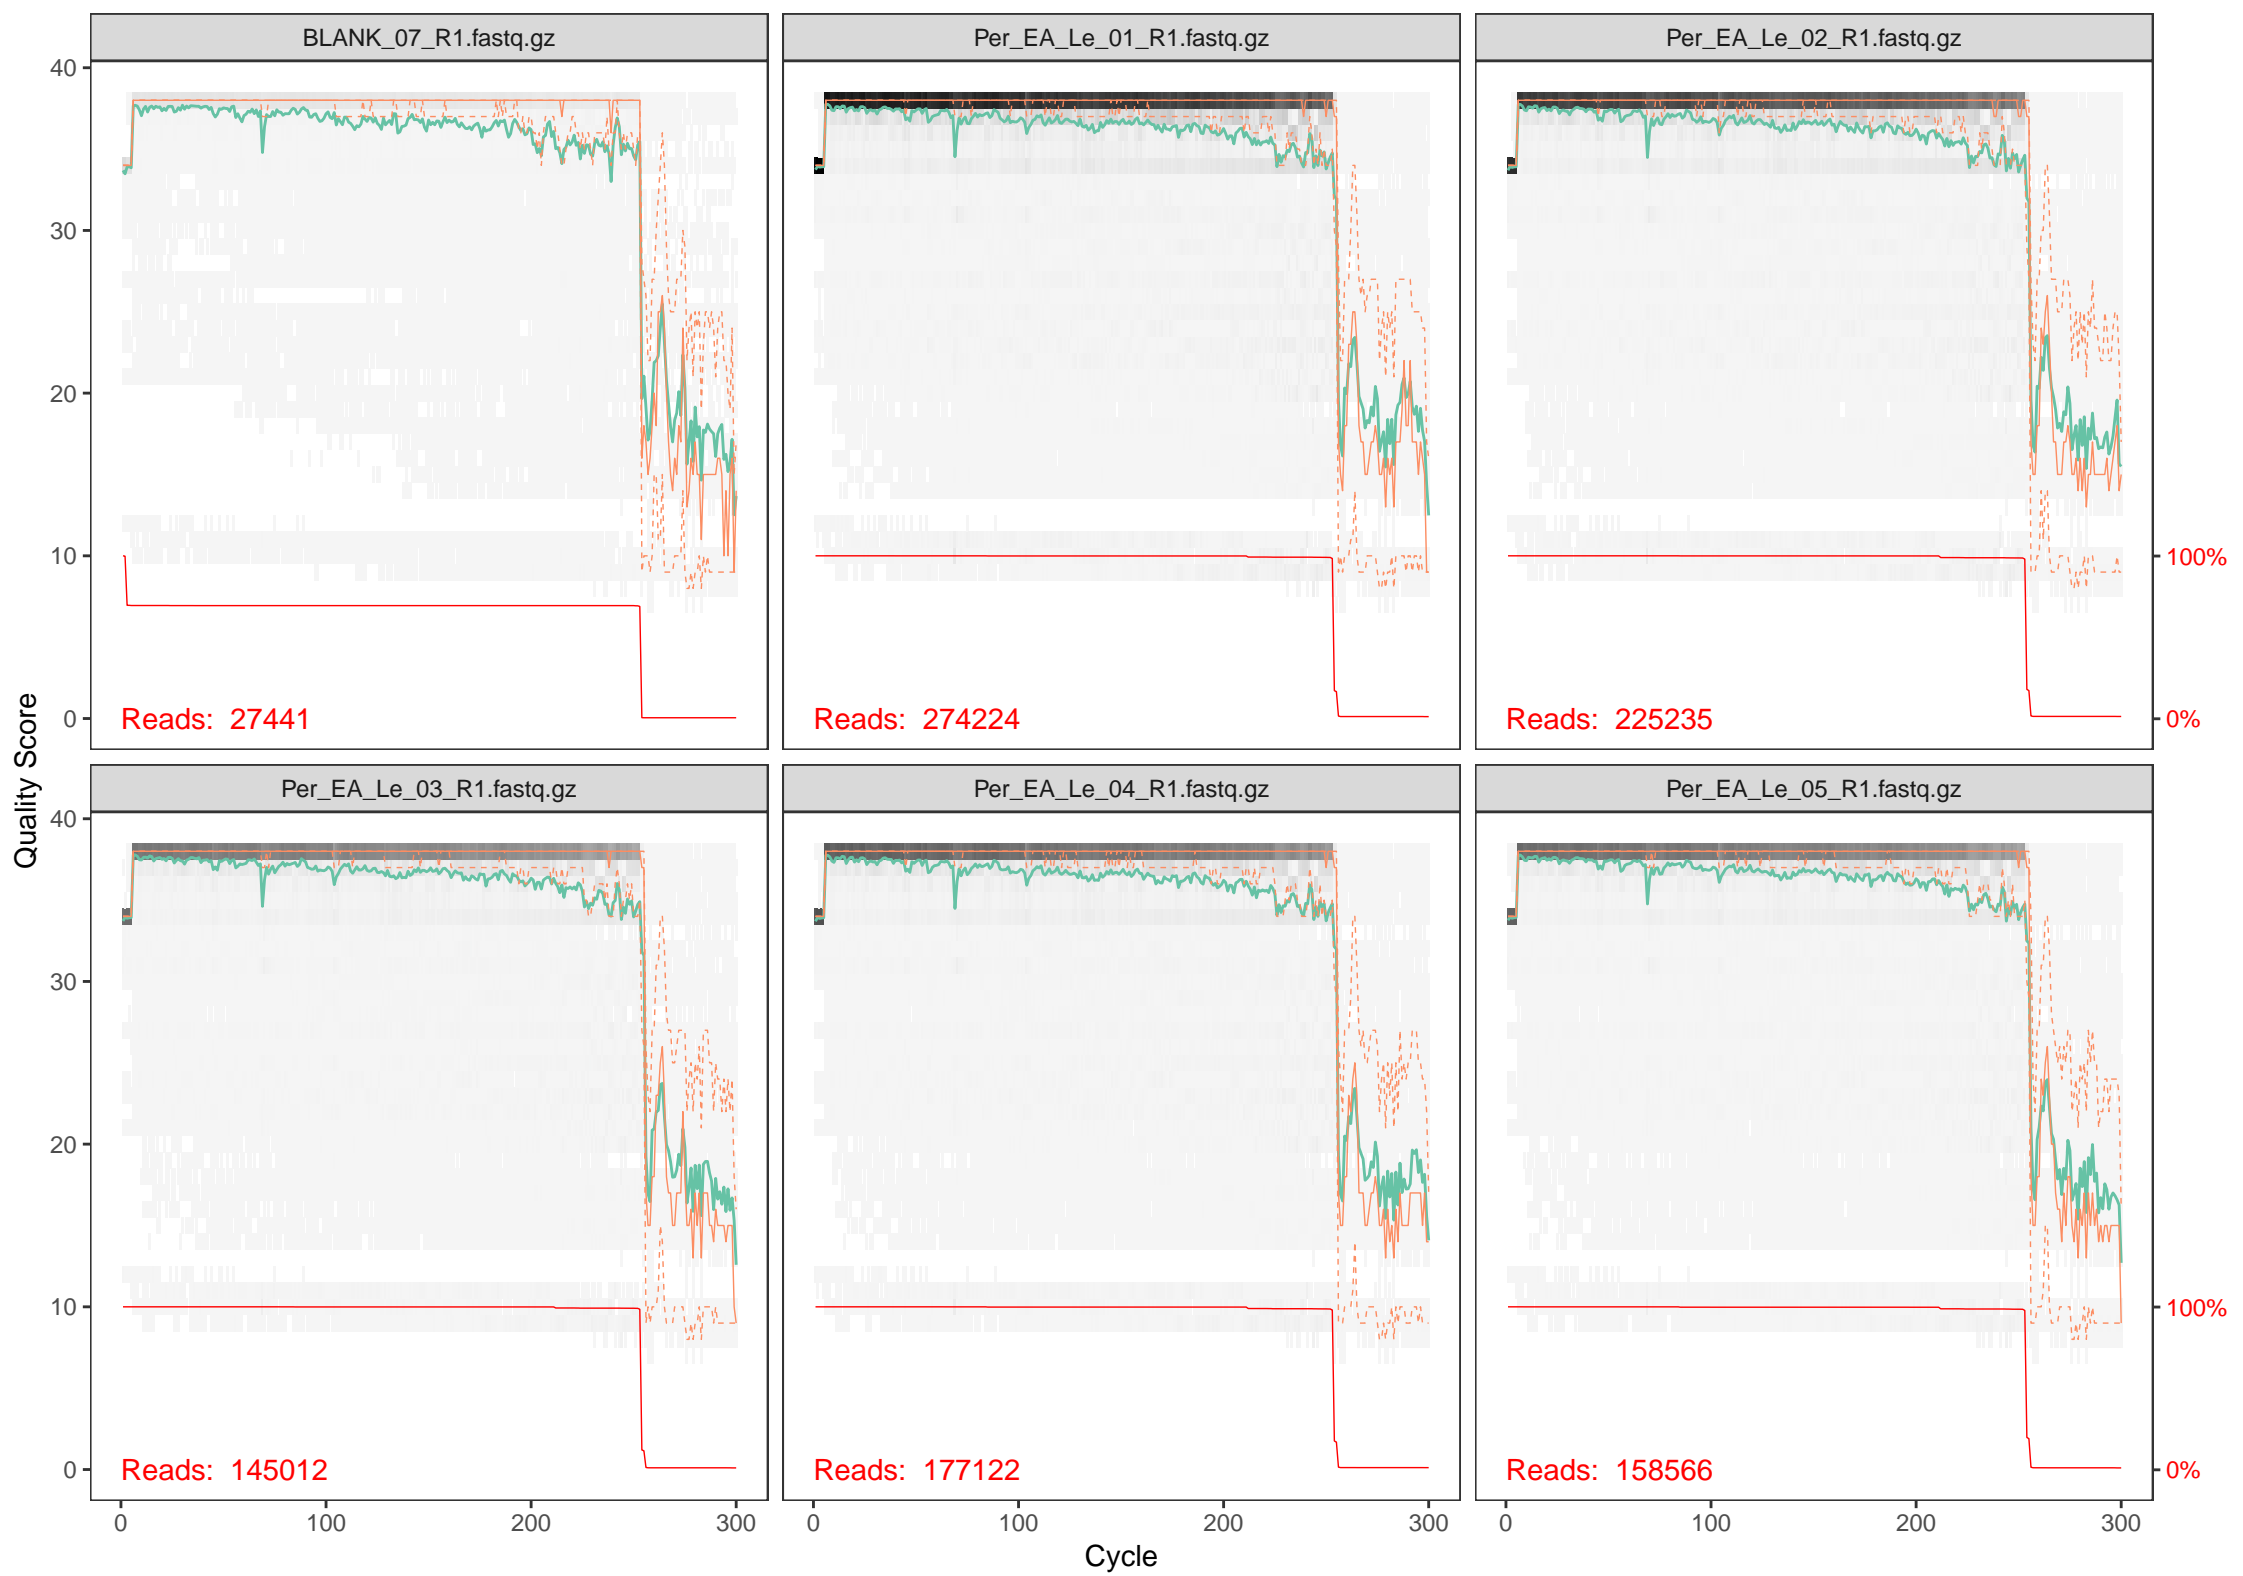 BLANK_07_R1.fastq.gz
Per_EA_Le_01_R1.fastq.gz
Per_EA_Le_02_R1.fastq.gz
40
30
20
10
0
Reads: 27441
Reads: 274224
Reads: 225235
100%
0%
Quality Score
Per_EA_Le_03_R1.fastq.gz
Per_EA_Le_04_R1.fastq.gz
Per_EA_Le_05_R1.fastq.gz
40
30
20
10
0
Reads: 145012
Reads: 177122
Reads: 158566
100%
0%
0 100 200 300
0 100 200 300
0 100 200 300
Cycle